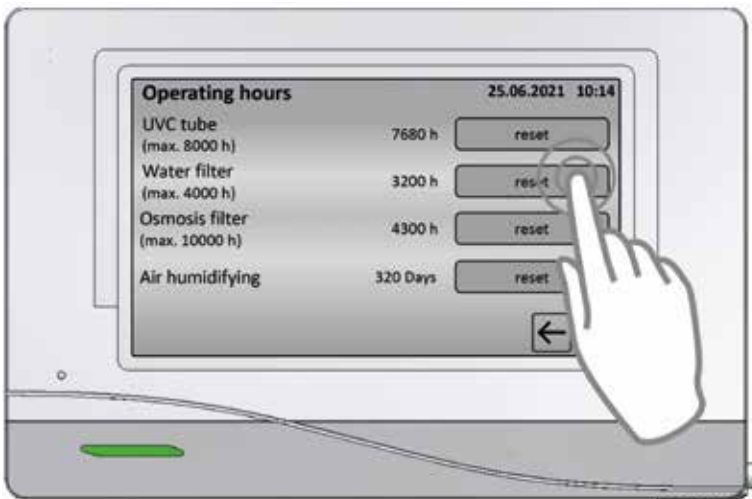 Operating hours 25.06.2021 10:14
UVC tube
(max. 8000 h) 7680 h reset
Water filter
(max. 4000 h) 3200 h reset
Osmosis filter
(max. 10000 h) 4300 h reset
Air humidifying 320 Days reset